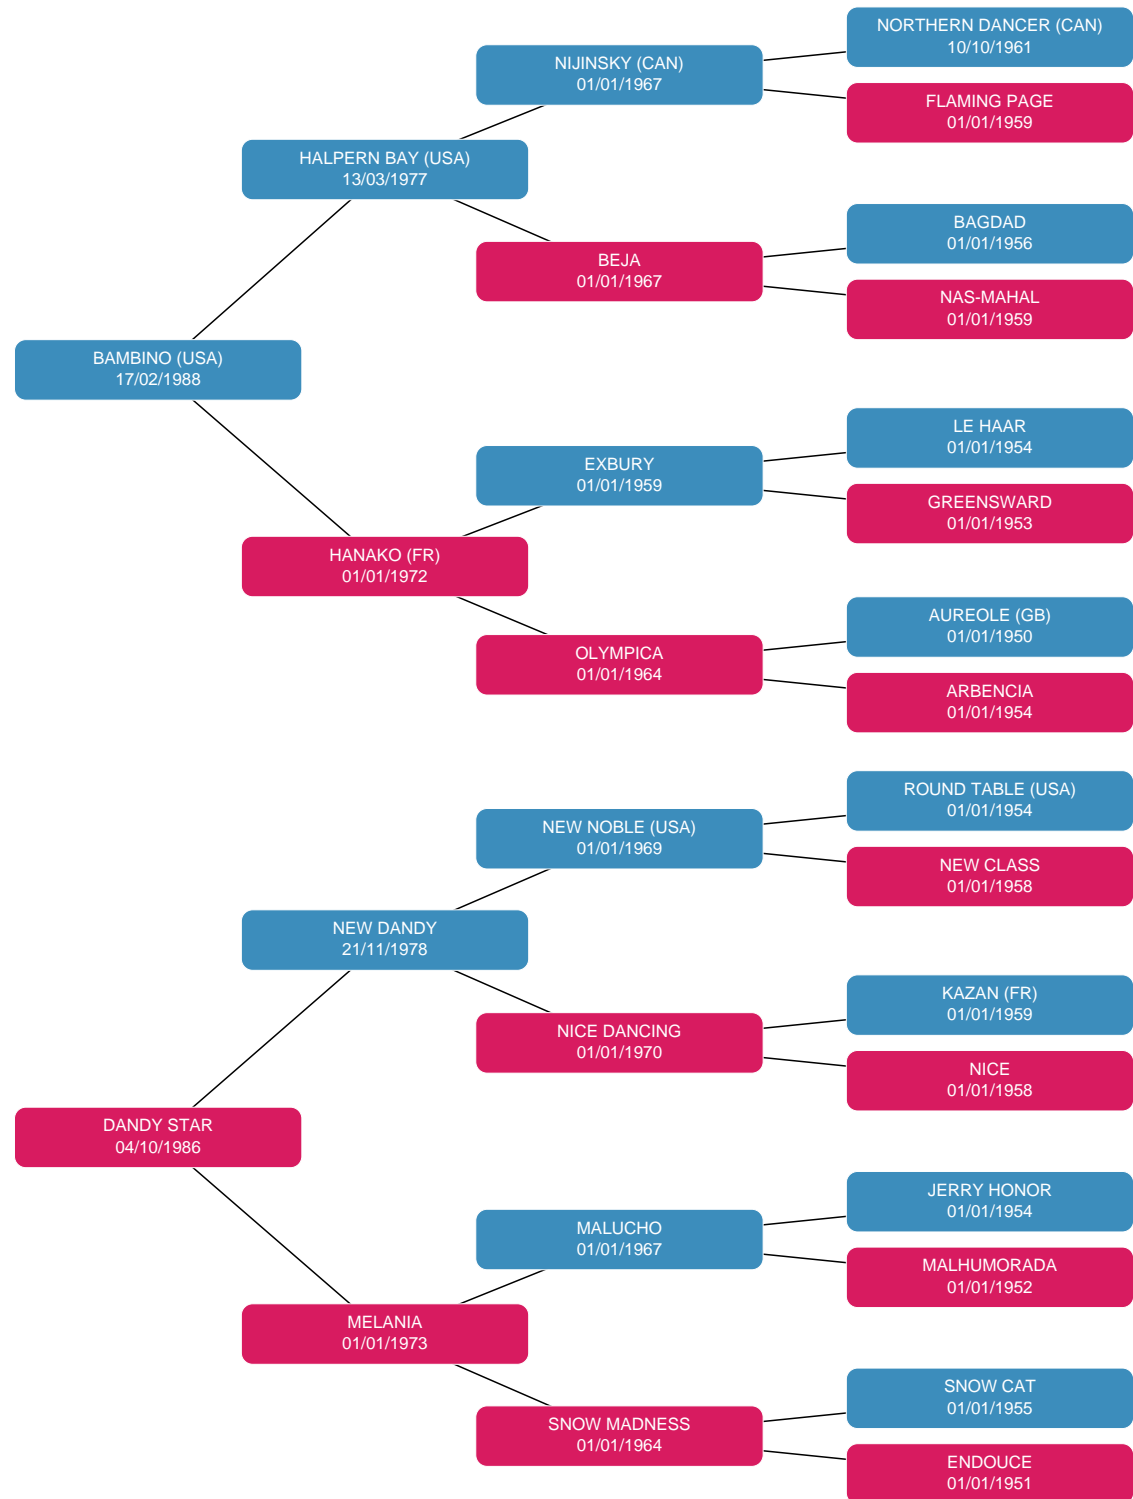 NORTHERN DANCER (CAN)
10/10/1961
NIJINSKY (CAN)
01/01/1967
FLAMING PAGE
01/01/1959
HALPERN BAY (USA)
13/03/1977
BAGDAD
01/01/1956
BEJA
01/01/1967
NAS-MAHAL
01/01/1959
BAMBINO (USA)
17/02/1988
LE HAAR
01/01/1954
EXBURY
01/01/1959
GREENSWARD
01/01/1953
HANAKO (FR)
01/01/1972
AUREOLE (GB)
01/01/1950
OLYMPICA
01/01/1964
ARBENCIA
01/01/1954
ROUND TABLE (USA)
01/01/1954
NEW NOBLE (USA)
01/01/1969
NEW CLASS
01/01/1958
NEW DANDY
21/11/1978
KAZAN (FR)
01/01/1959
NICE DANCING
01/01/1970
NICE
01/01/1958
DANDY STAR
04/10/1986
JERRY HONOR
01/01/1954
MALUCHO
01/01/1967
MALHUMORADA
01/01/1952
MELANIA
01/01/1973
SNOW CAT
01/01/1955
SNOW MADNESS
01/01/1964
ENDOUCE
01/01/1951